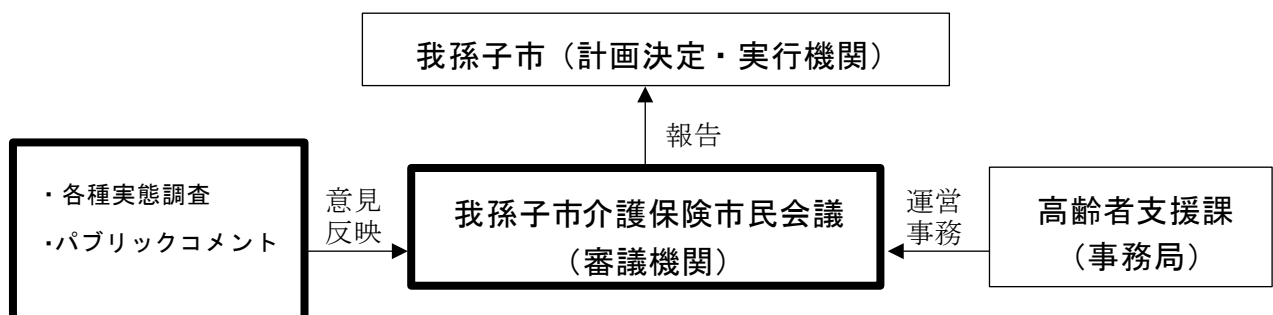 我孫子市（計画決定・実行機関）
報告
・各種実態調査
・パブリックコメント
意見
反映
我孫子市介護保険市民会議
（審議機関）
運営
事務
高齢者支援課
（事務局）